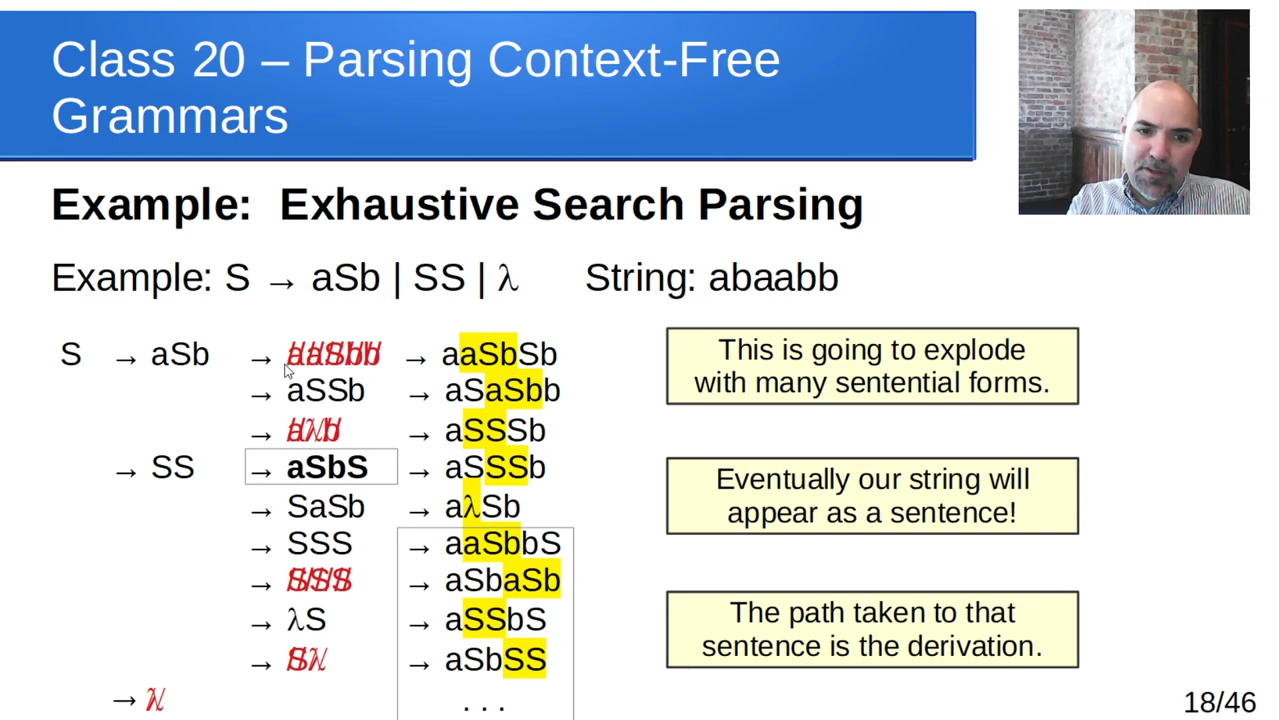 Class 20 – Parsing Context-Free
Grammars
Example: Exhaustive Search Parsing
Example: S → aSb | SS | λ String: abaabb
S → aSb → aaSbb → aaSbSb
→ aSSb → aSaSbb
→ aλb → aSSSb
→ SS → aSbS → aSSSb
→ SaSb → aλSb
→ SSS → aaSbbS
→ SSS → aSbaSb
→ λS → aSSbS
→ Sλ → aSbSS
→ λ . . .
This is going to explode
with many sentential forms.
Eventually our string will
appear as a sentence!
The path taken to that
sentence is the derivation.
18/46